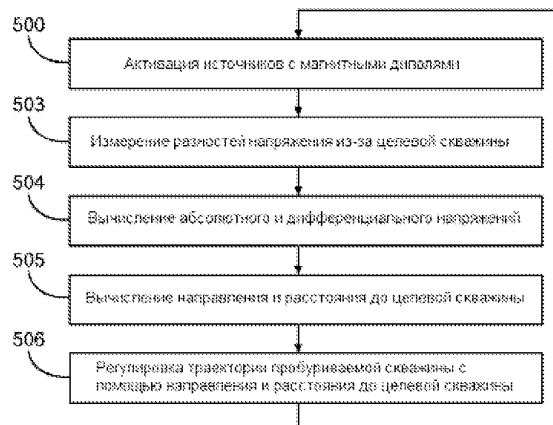 500
Активация источников с магнитными диполями
503
Измерение разностей напряжения из-за целевой скважины
504
Вычисление абсолютного и дифференциального напряжений
505
Вычисление направления и расстояния до целевой скважины
506
Регулировка траектории пробуриваемой скважины с
помощью направления и расстояния до целевой скважины